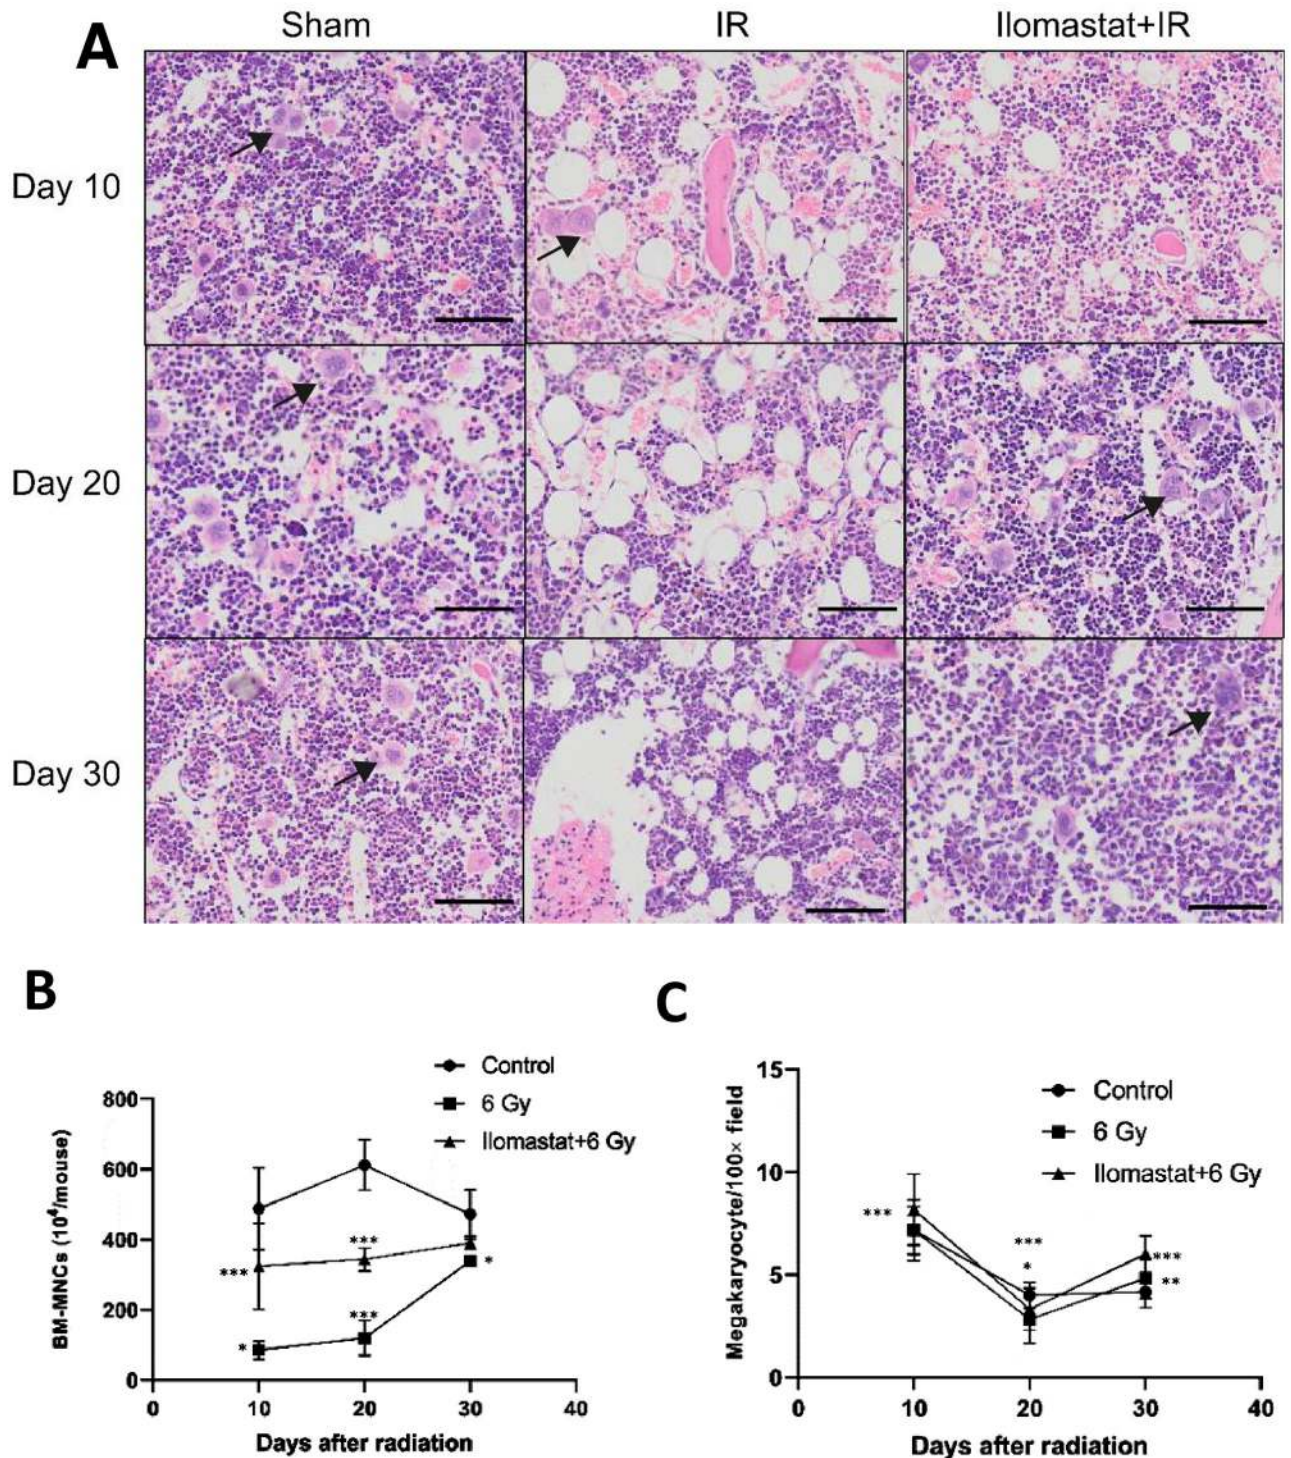 A
Sham IR Ilomastat+IR
Day 10
Day 20
Day 30
B
C
Control
6 Gy
Ilomastat+6 Gy
BM-MNCs (10⁴/mouse)
800
600
400
200
0
***
***
*
***
*
0 10 20 30 40
Days after radiation
Control
6 Gy
Ilomastat+6 Gy
Megakaryocyte/100× field
15
10
5
0
***
***
*
***
**
0 10 20 30 40
Days after radiation